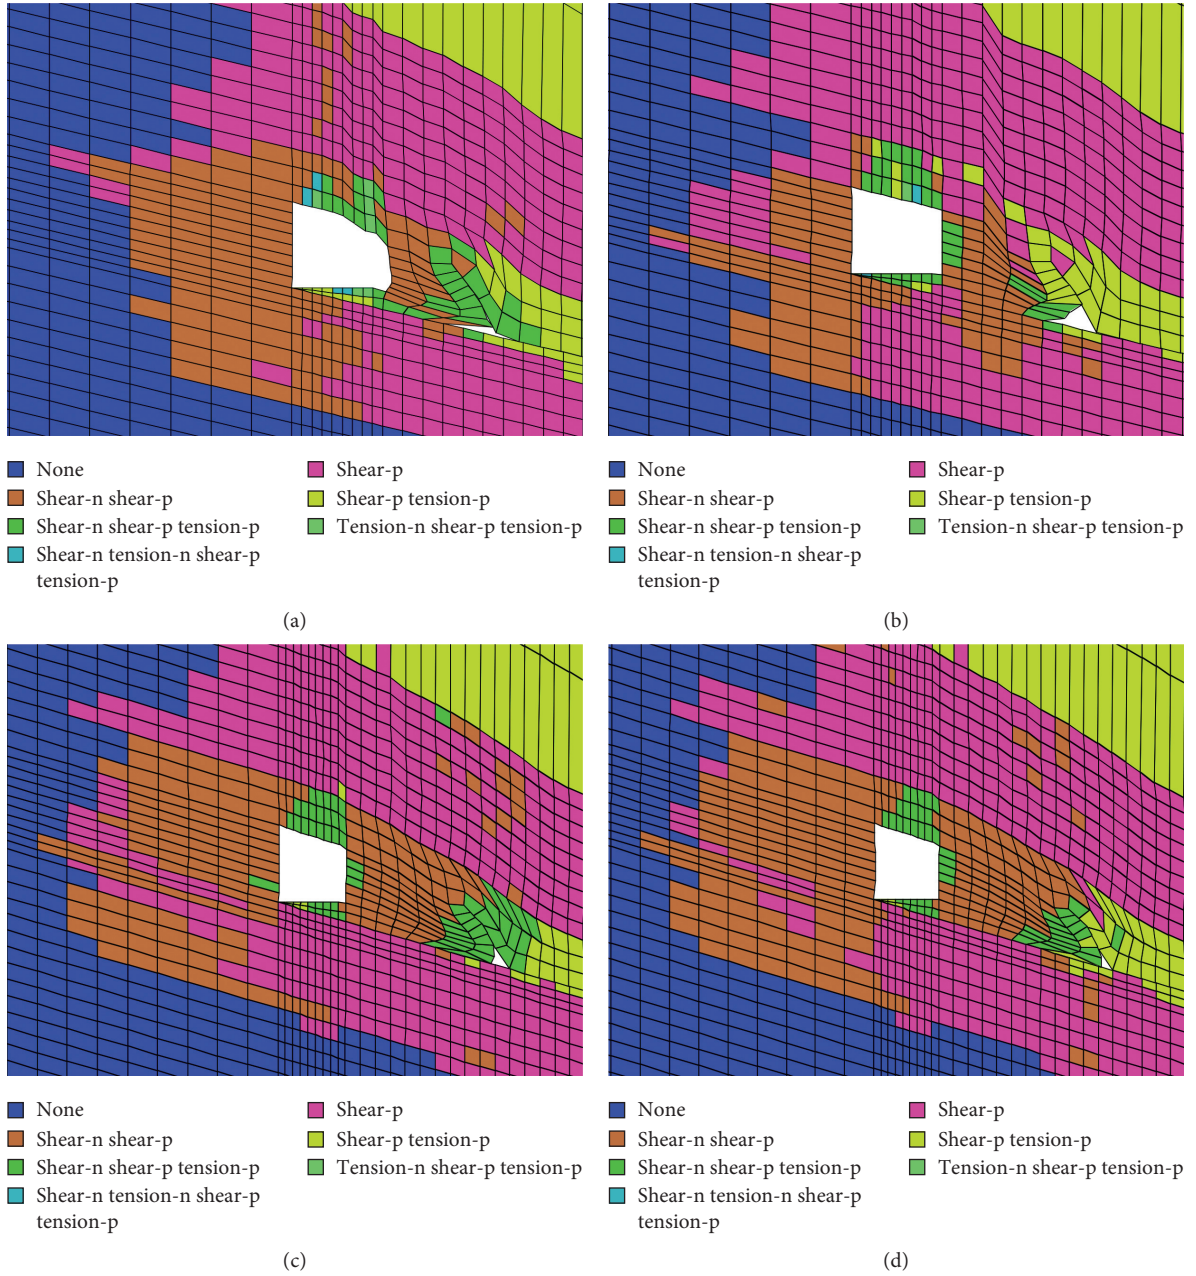 None
Shear-n shear-p
Shear-n shear-p tension-p
Shear-n tension-n shear-p
tension-p
Shear-p
Shear-p tension-p
Tension-n shear-p tension-p
(a)
None
Shear-n shear-p
Shear-n shear-p tension-p
Shear-n tension-n shear-p
tension-p
Shear-p
Shear-p tension-p
Tension-n shear-p tension-p
(b)
None
Shear-n shear-p
Shear-n shear-p tension-p
Shear-n tension-n shear-p
tension-p
Shear-p
Shear-p tension-p
Tension-n shear-p tension-p
(c)
None
Shear-n shear-p
Shear-n shear-p tension-p
Shear-n tension-n shear-p
tension-p
Shear-p
Shear-p tension-p
Tension-n shear-p tension-p
(d)